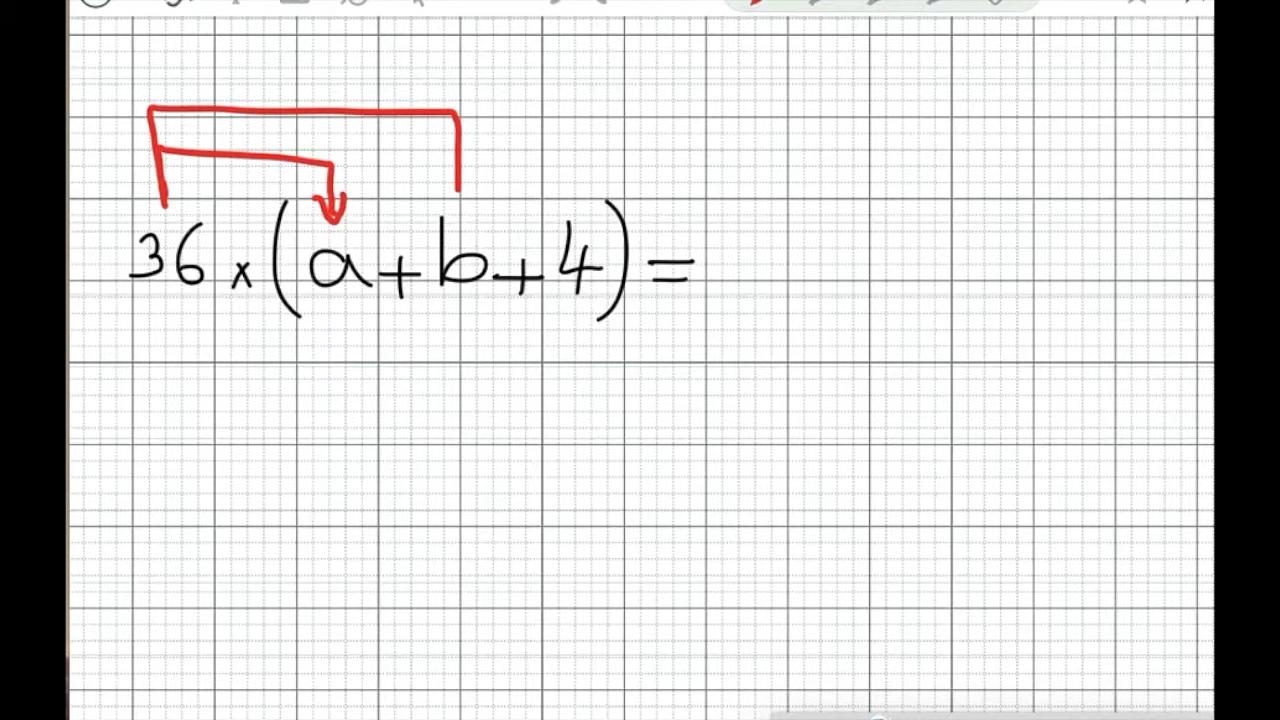 36 × (a + b + 4) =